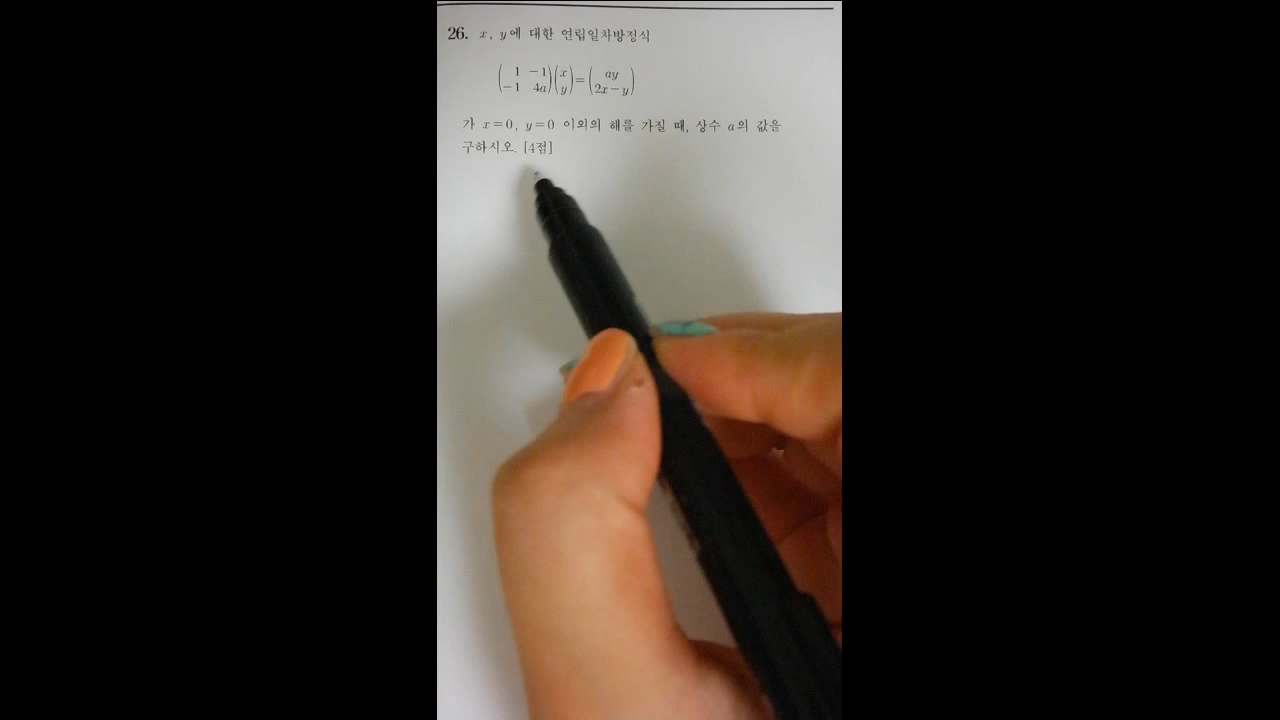 26. x, y에 대한 연립일차방정식
( 1 -1 ) ( x ) = ( ay )
( -1 4a ) ( y ) ( 2x-y )
가 x=0, y=0 이외의 해를 가질 때, 상수 a의 값을
구하시오. [4점]